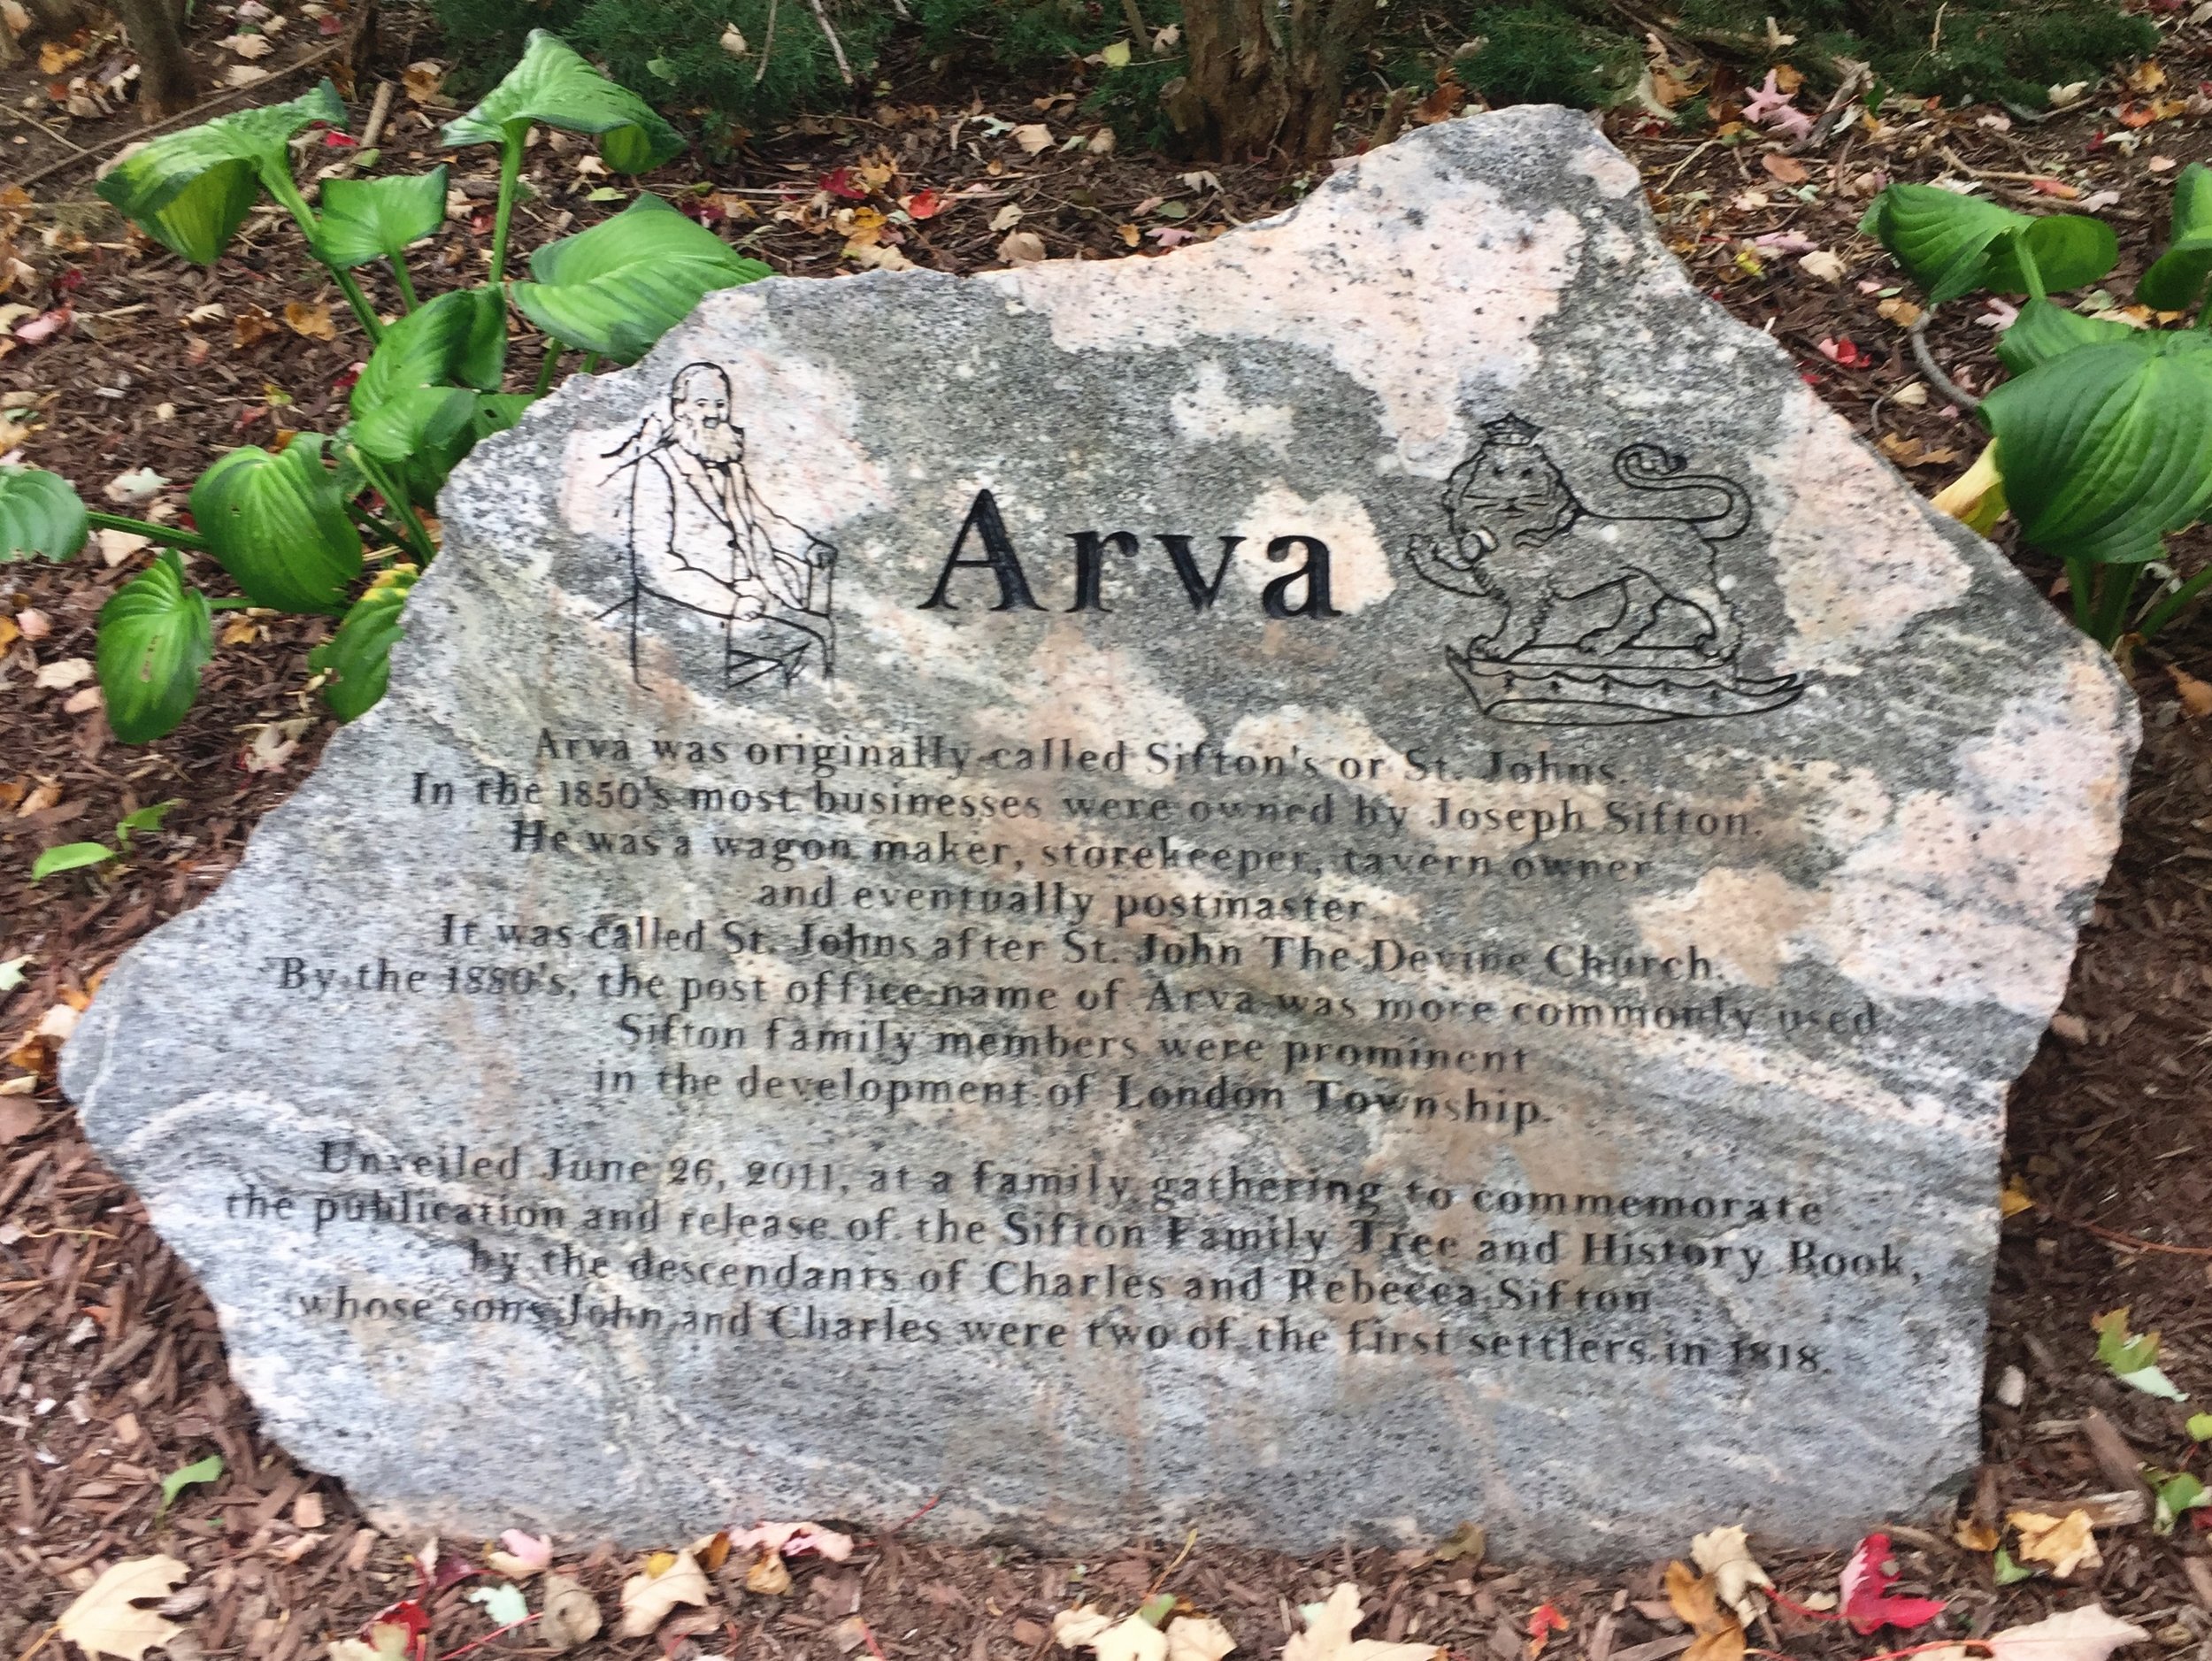 Arva
Arva was originally called Sifton's or St. Johns.
In the 1850's most businesses were owned by Joseph Sifton.
He was a wagon maker, storekeeper, tavern owner
and eventually postmaster.
It was called St. Johns after St. John The Devine Church.
By the 1880's, the post office name of Arva was more commonly used.
Sifton family members were prominent
in the development of London Township.
Unveiled June 26, 2011, at a family gathering to commemorate
the publication and release of the Sifton Family Tree and History Book,
by the descendants of Charles and Rebecca Sifton
whose sons John and Charles were two of the first settlers in 1818.